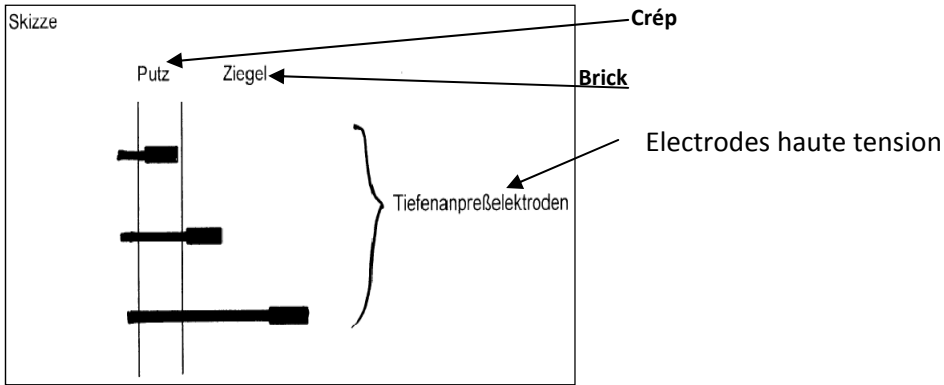 Skizze
Crép
Putz
Ziegel
Brick
Electrodes haute tension
Tiefenanpreßelektroden